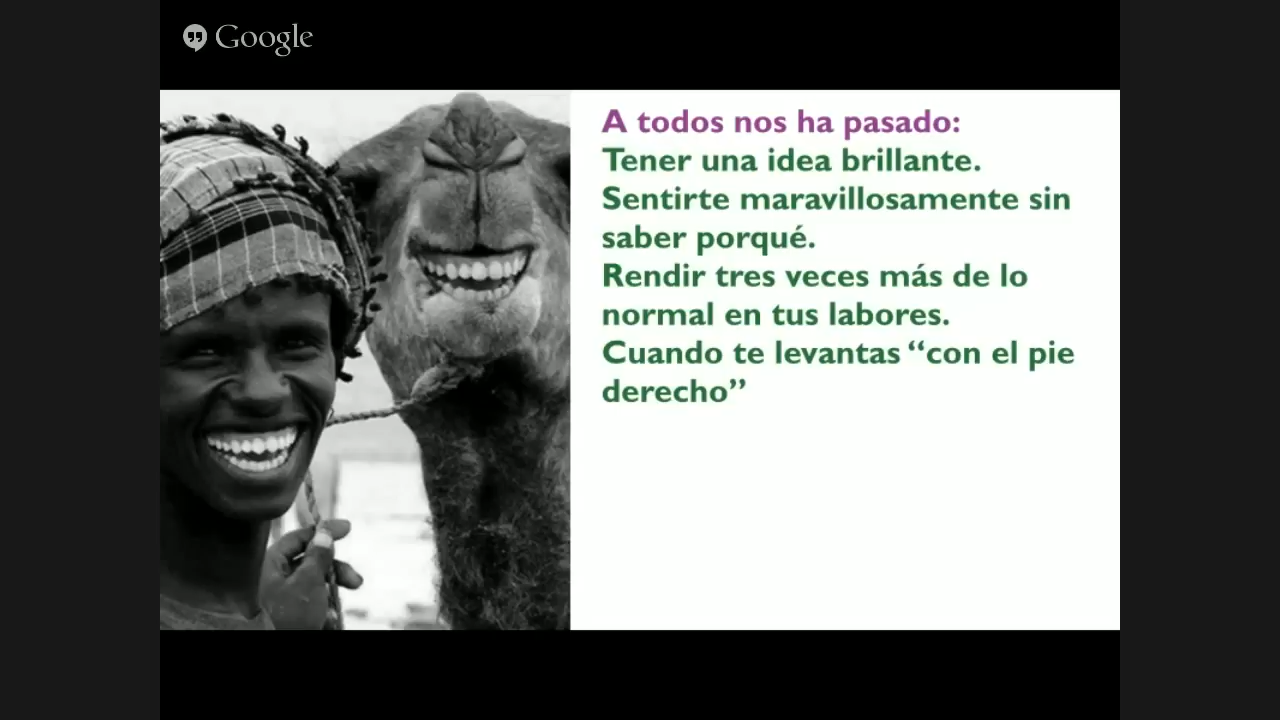 Google
A todos nos ha pasado:
Tener una idea brillante.
Sentirte maravillosamente sin
saber porqué.
Rendir tres veces más de lo
normal en tus labores.
Cuando te levantas “con el pie
derecho”